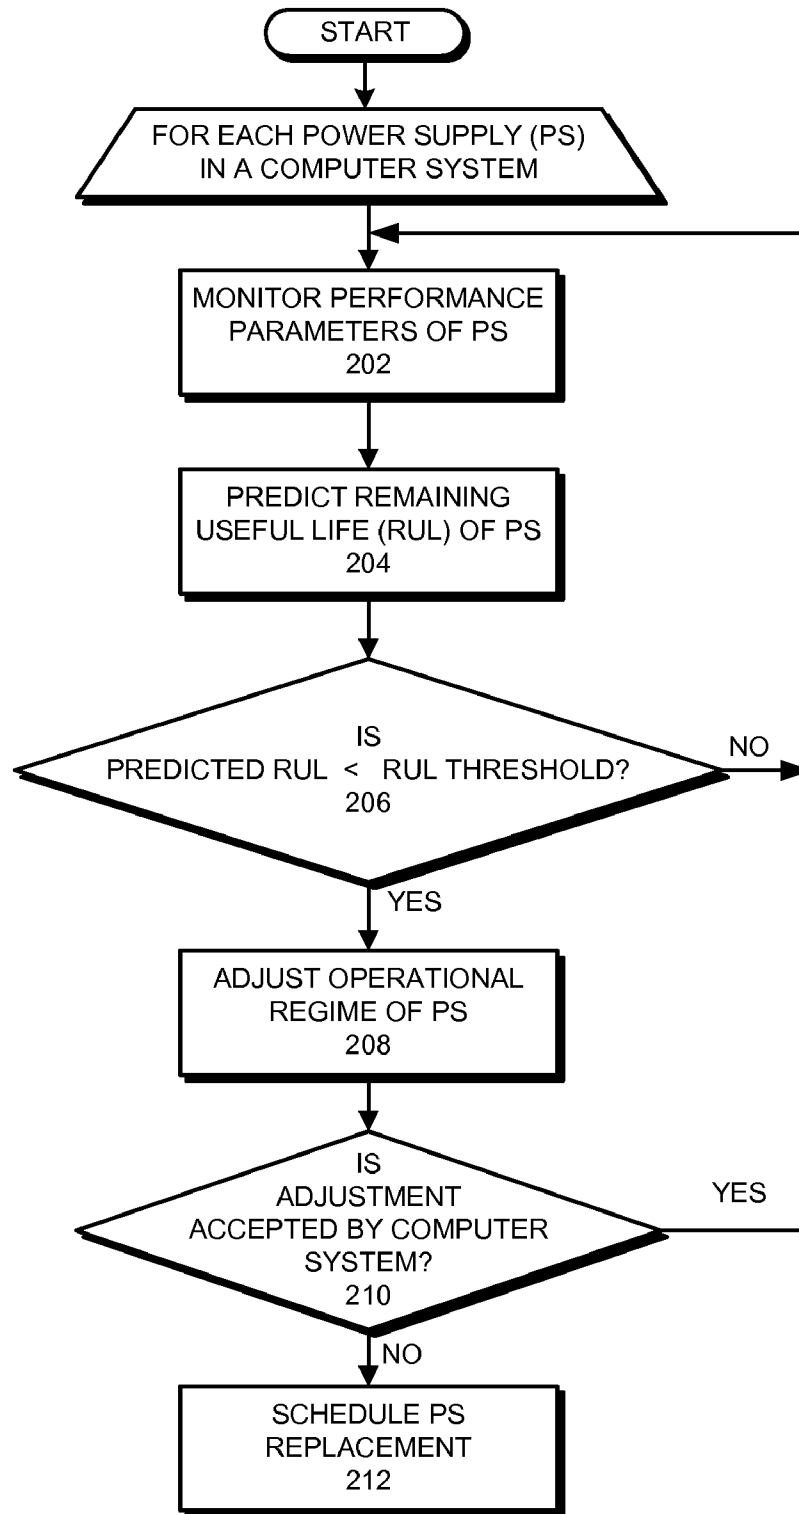 START
FOR EACH POWER SUPPLY (PS)
IN A COMPUTER SYSTEM
MONITOR PERFORMANCE
PARAMETERS OF PS
202
PREDICT REMAINING
USEFUL LIFE (RUL) OF PS
204
IS
PREDICTED RUL < RUL THRESHOLD?
206
NO
YES
ADJUST OPERATIONAL
REGIME OF PS
208
IS
ADJUSTMENT
ACCEPTED BY COMPUTER
SYSTEM?
210
YES
NO
SCHEDULE PS
REPLACEMENT
212